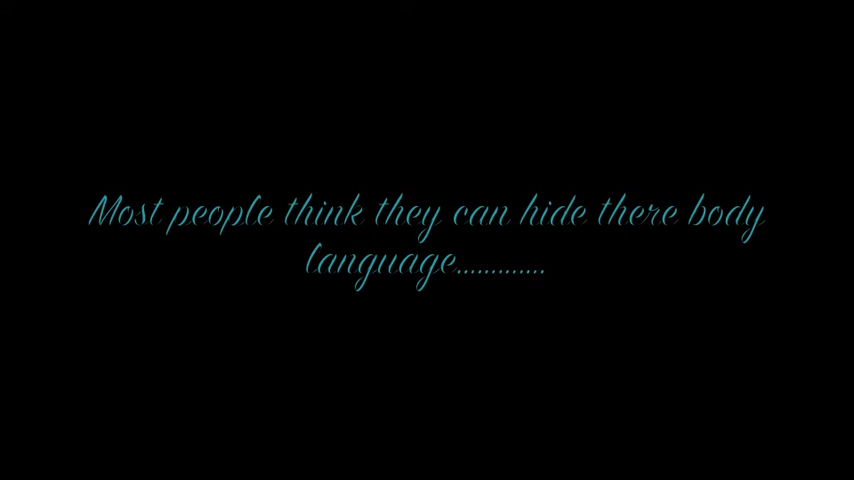 Most people think they can hide there body
language.............